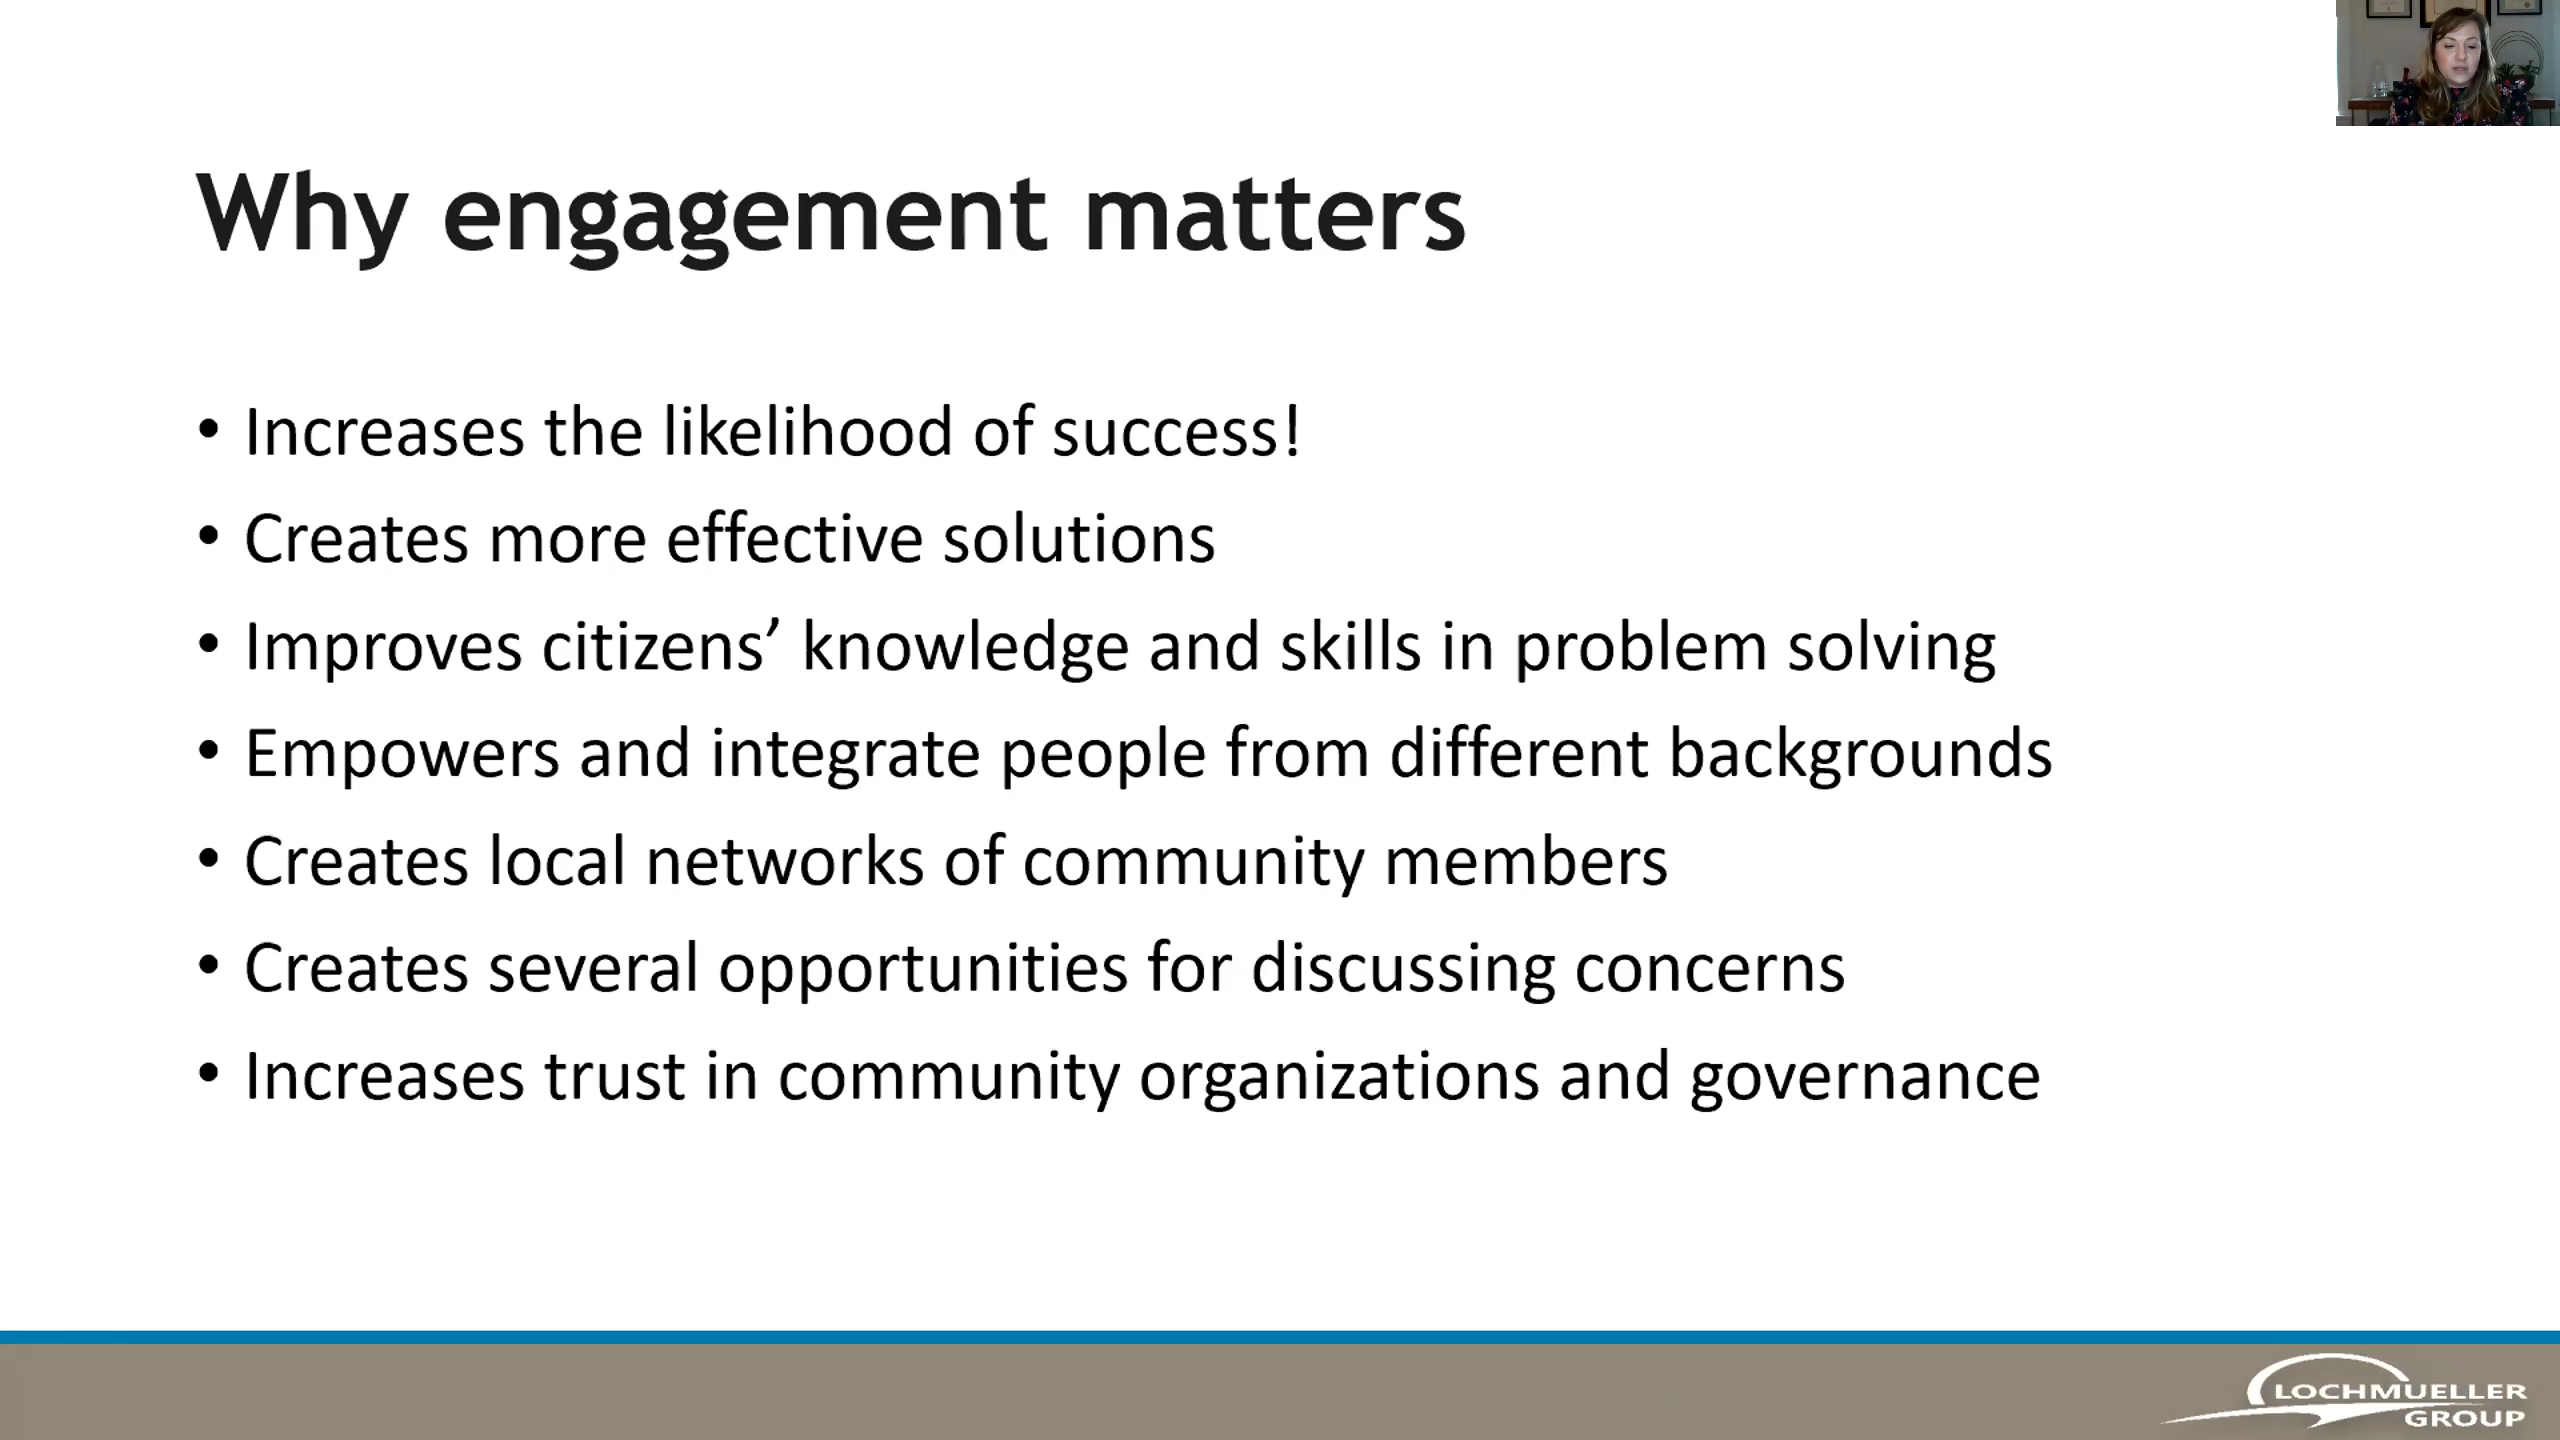 Why engagement matters
• Increases the likelihood of success!
• Creates more effective solutions
• Improves citizens’ knowledge and skills in problem solving
• Empowers and integrate people from different backgrounds
• Creates local networks of community members
• Creates several opportunities for discussing concerns
• Increases trust in community organizations and governance
LOCHMUELLER
GROUP